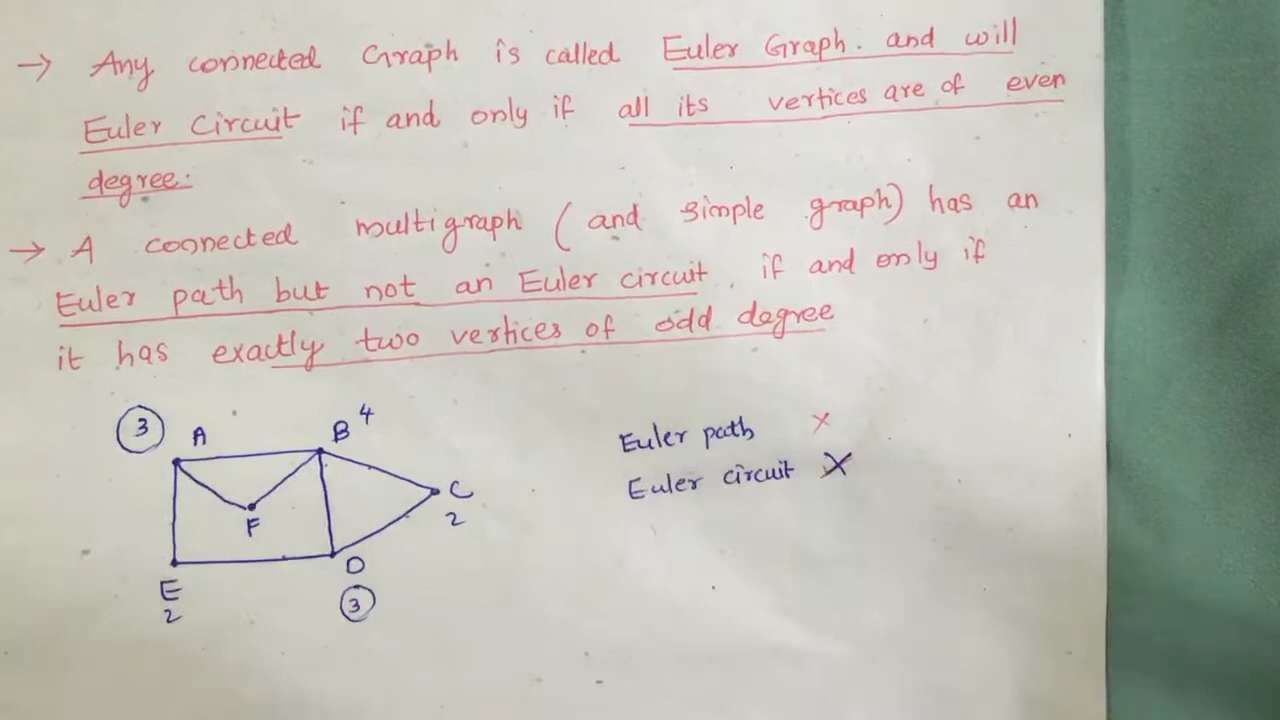 → Any connected Graph is called Euler Graph. and will
Euler Circuit if and only if all its vertices are of even
degree.
→ A connected multigraph (and simple graph) has an
Euler path but not an Euler circuit. if and only if
it has exactly two vertices of odd degree
3 A B 4
Euler path ×
Euler circuit ×
C
2
F
E
2
D
3